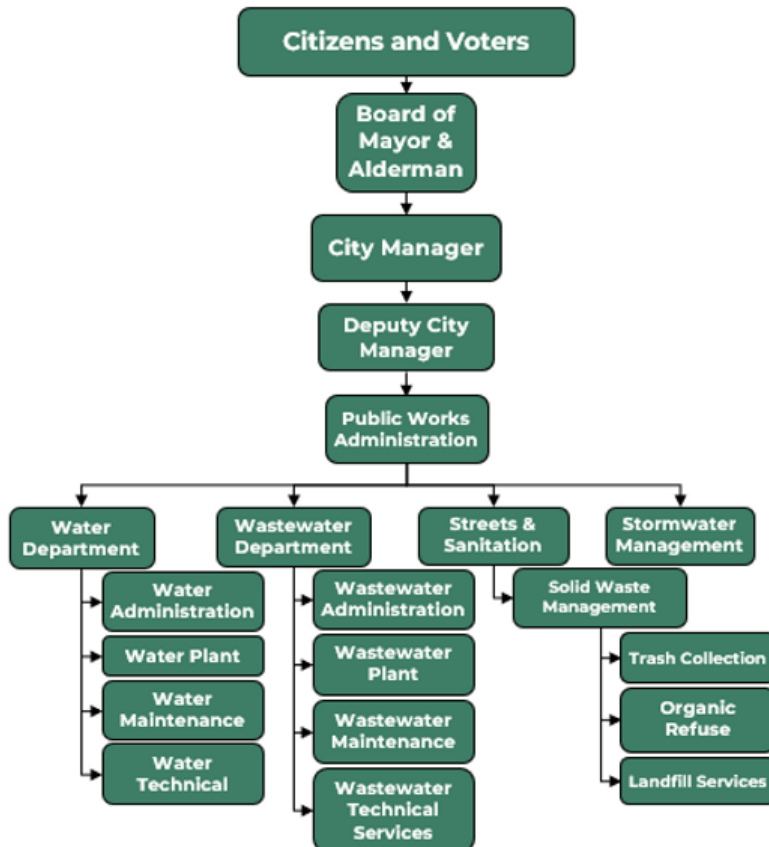 Citizens and Voters
Board of
Mayor &
Alderman
City Manager
Deputy City
Manager
Public Works
Administration
Water
Department
Wastewater
Department
Streets &
Sanitation
Stormwater
Management
Water
Administration
Water Plant
Water
Maintenance
Water
Technical
Wastewater
Administration
Wastewater
Plant
Wastewater
Maintenance
Wastewater
Technical
Services
Solid Waste
Management
Trash Collection
Organic
Refuse
Landfill Services